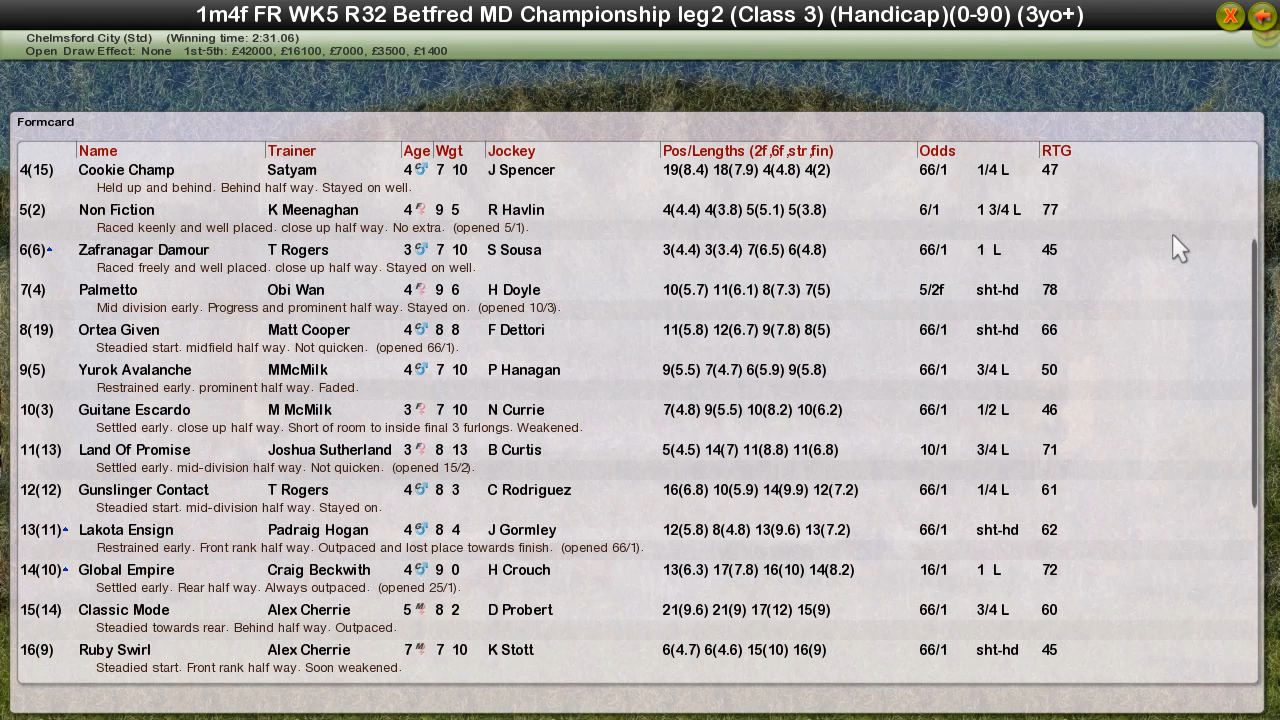 1m4f FR WK5 R32 Betfred MD Championship leg2 (Class 3) (Handicap)(0-90) (3yo+)
X
Chelmsford City (Std) (Winning time: 2:31.06)
Open Draw Effect: None 1st-5th: £42000, £16100, £7000, £3500, £1400
Formcard
Name Trainer Age Wgt Jockey Pos/Lengths (2f,6f,str,fin) Odds RTG
4(15) Cookie Champ Satyam 4 7 10 J Spencer 19(8.4) 18(7.9) 4(4.8) 4(2) 66/1 1/4 L 47
Held up and behind. Behind half way. Stayed on well.
5(2) Non Fiction K Meenaghan 4 9 5 R Havlin 4(4.4) 4(3.8) 5(5.1) 5(3.8) 6/1 1 3/4 L 77
Raced keenly and well placed. close up half way. No extra. (opened 5/1).
6(6) Zafranagar Damour T Rogers 3 7 10 S Sousa 3(4.4) 3(3.4) 7(6.5) 6(4.8) 66/1 1 L 45
Raced freely and well placed. close up half way. Stayed on well.
7(4) Palmetto Obi Wan 4 9 6 H Doyle 10(5.7) 11(6.1) 8(7.3) 7(5) 5/2f sht-hd 78
Mid division early. Progress and prominent half way. Stayed on. (opened 10/3).
8(19) Ortea Given Matt Cooper 4 8 8 F Dettori 11(5.8) 12(6.7) 9(7.8) 8(5) 66/1 sht-hd 66
Steadied start. midfield half way. Not quicken. (opened 66/1).
9(5) Yurok Avalanche MMcMilk 4 7 10 P Hanagan 9(5.5) 7(4.7) 6(5.9) 9(5.8) 66/1 3/4 L 50
Restrained early. prominent half way. Faded.
10(3) Guitane Escardo M McMilk 3 7 10 N Currie 7(4.8) 9(5.5) 10(8.2) 10(6.2) 66/1 1/2 L 46
Settled early. close up half way. Short of room to inside final 3 furlongs. Weakened.
11(13) Land Of Promise Joshua Sutherland 3 8 13 B Curtis 5(4.5) 14(7) 11(8.8) 11(6.8) 10/1 3/4 L 71
Settled early. mid-division half way. Not quicken. (opened 15/2).
12(12) Gunslinger Contact T Rogers 4 8 3 C Rodriguez 16(6.8) 10(5.9) 14(9.9) 12(7.2) 66/1 1/4 L 61
Steadied start. mid-division half way. Stayed on.
13(11) Lakota Ensign Padraig Hogan 4 8 4 J Gormley 12(5.8) 8(4.8) 13(9.6) 13(7.2) 66/1 sht-hd 62
Restrained early. Front rank half way. Outpaced and lost place towards finish. (opened 66/1).
14(10) Global Empire Craig Beckwith 4 9 0 H Crouch 13(6.3) 17(7.8) 16(10) 14(8.2) 16/1 1 L 72
Settled early. Rear half way. Always outpaced. (opened 25/1).
15(14) Classic Mode Alex Cherrie 5 8 2 D Probert 21(9.6) 21(9) 17(12) 15(9) 66/1 3/4 L 60
Steadied towards rear. Behind half way. Outpaced.
16(9) Ruby Swirl Alex Cherrie 7 7 10 K Stott 6(4.7) 6(4.6) 15(10) 16(9) 66/1 sht-hd 45
Steadied start. Front rank half way. Soon weakened.